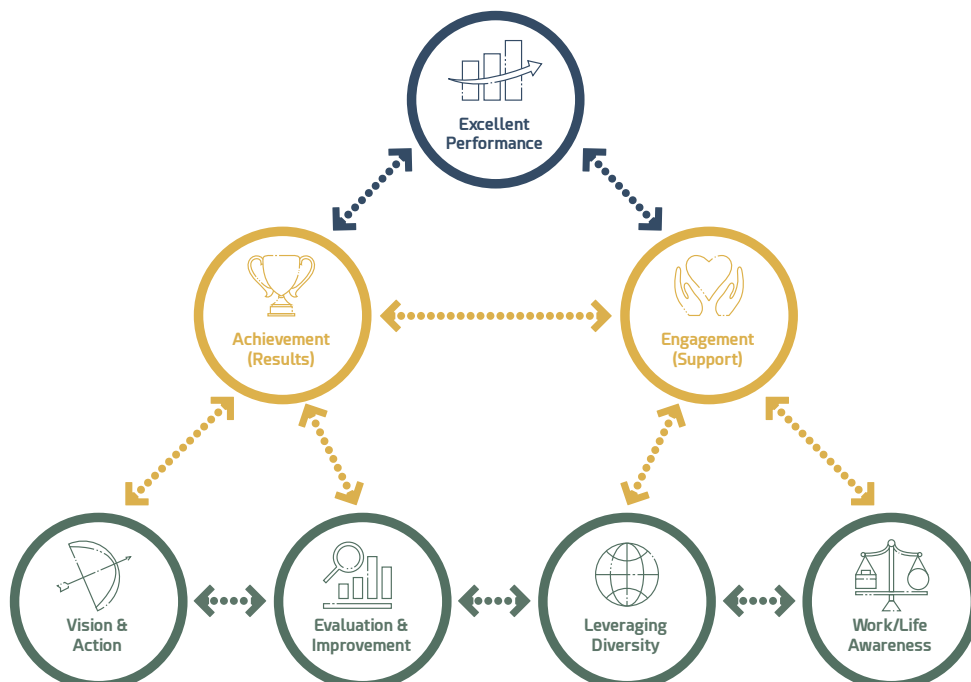 Excellent
Performance
Achievement
(Results)
Engagement
(Support)
Vision &
Action
Evaluation &
Improvement
Leveraging
Diversity
Work/Life
Awareness